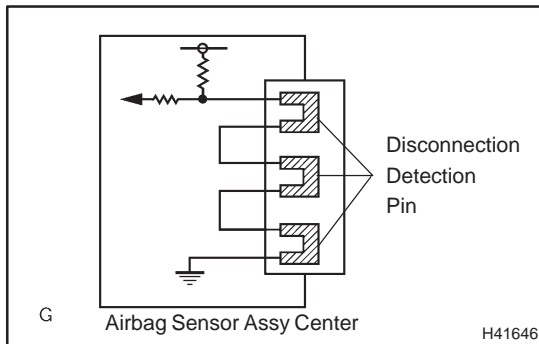 Disconnection
Detection
Pin
G
Airbag Sensor Assy Center
H41646